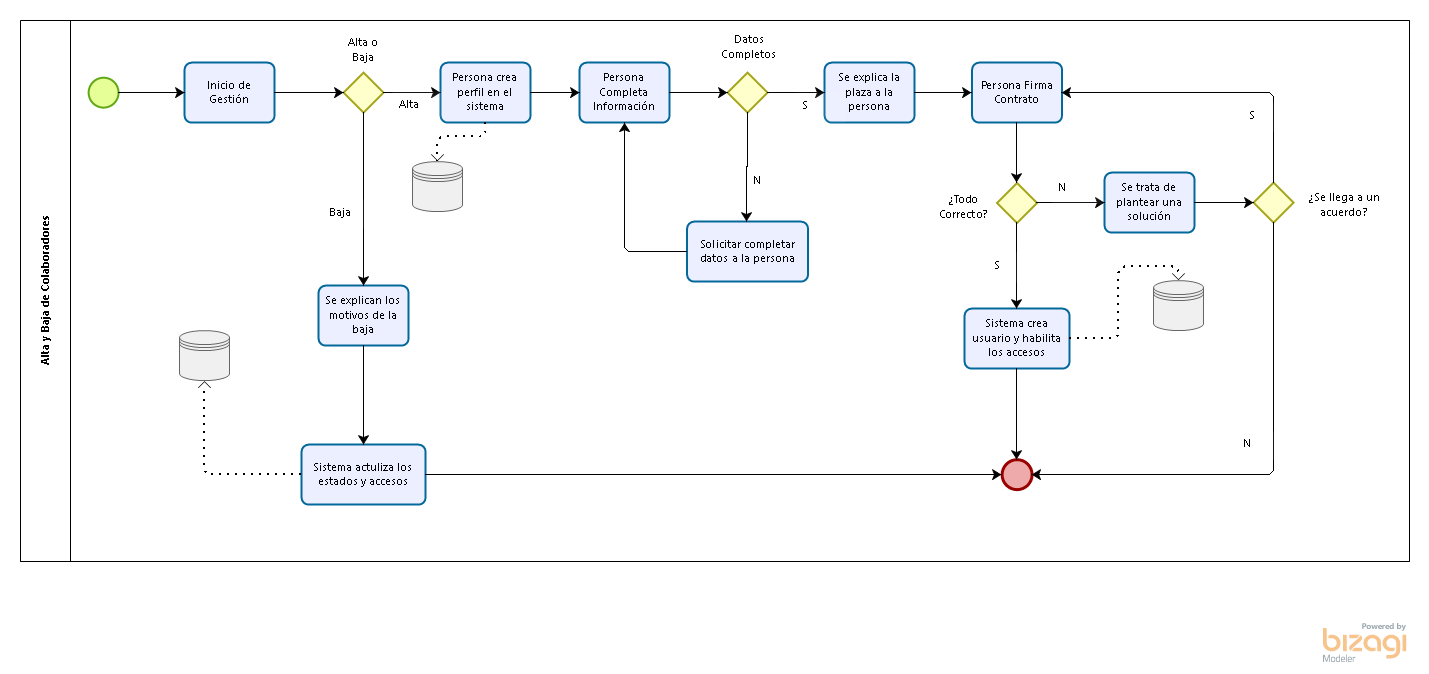 Alta y Baja de Colaboradores
Inicio de
Gestión
Alta o
Baja
Alta
Baja
Persona crea
perfil en el
sistema
Persona
Completa
Información
Datos
Completos
S
N
Solicitar completar
datos a la persona
Se explica la
plaza a la
persona
Persona Firma
Contrato
¿Todo
Correcto?
N
S
Se trata de
plantear una
solución
¿Se llega a un
acuerdo?
S
N
Sistema crea
usuario y habilita
los accesos
Se explican los
motivos de la
baja
Sistema actuliza los
estados y accesos
Powered by
bizagi
Modeler